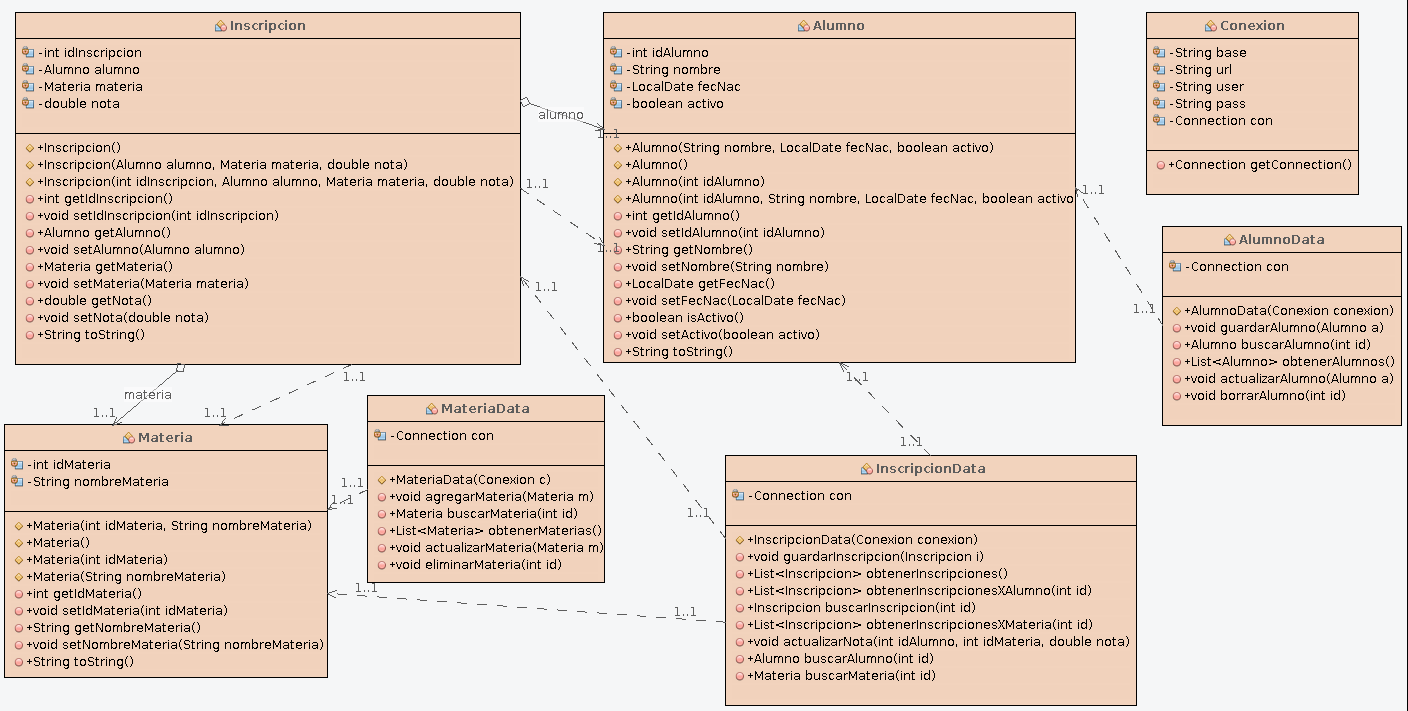 Inscripcion
-int idInscripcion
-Alumno alumno
-Materia materia
-double nota
+Inscripcion()
+Inscripcion(Alumno alumno, Materia materia, double nota)
+Inscripcion(int idInscripcion, Alumno alumno, Materia materia, double nota)
+int getIdInscripcion()
+void setIdInscripcion(int idInscripcion)
+Alumno getAlumno()
+void setAlumno(Alumno alumno)
+Materia getMateria()
+void setMateria(Materia materia)
+double getNota()
+void setNota(double nota)
+String toString()
alumno
1..1
1..1
1..1
1..1
Alumno
-int idAlumno
-String nombre
-LocalDate fecNac
-boolean activo
+Alumno(String nombre, LocalDate fecNac, boolean activo)
+Alumno()
+Alumno(int idAlumno)
+Alumno(int idAlumno, String nombre, LocalDate fecNac, boolean activo
+int getIdAlumno()
+void setIdAlumno(int idAlumno)
+String getNombre()
+void setNombre(String nombre)
+LocalDate getFecNac()
+void setFecNac(LocalDate fecNac)
+boolean isActivo()
+void setActivo(boolean activo)
+String toString()
Conexion
-String base
-String url
-String user
-String pass
-Connection con
+Connection getConnection()
1..1
1..1
AlumnoData
-Connection con
+AlumnoData(Conexion conexion)
+void guardarAlumno(Alumno a)
+Alumno buscarAlumno(int id)
+List<Alumno> obtenerAlumnos()
+void actualizarAlumno(Alumno a)
+void borrarAlumno(int id)
materia
1..1
1..1
1..1
Materia
-int idMateria
-String nombreMateria
+Materia(int idMateria, String nombreMateria)
+Materia()
+Materia(int idMateria)
+Materia(String nombreMateria)
+int getIdMateria()
+void setIdMateria(int idMateria)
+String getNombreMateria()
+void setNombreMateria(String nombreMateria)
+String toString()
1..1
1..1
MateriaData
-Connection con
+MateriaData(Conexion c)
+void agregarMateria(Materia m)
+Materia buscarMateria(int id)
+List<Materia> obtenerMaterias()
+void actualizarMateria(Materia m)
+void eliminarMateria(int id)
1..1
1..1
1..1
1..1
1..1
InscripcionData
-Connection con
+InscripcionData(Conexion conexion)
+void guardarInscripcion(Inscripcion i)
+List<Inscripcion> obtenerInscripciones()
+List<Inscripcion> obtenerInscripcionesXAlumno(int id)
+Inscripcion buscarInscripcion(int id)
+List<Inscripcion> obtenerInscripcionesXMateria(int id)
+void actualizarNota(int idAlumno, int idMateria, double nota)
+Alumno buscarAlumno(int id)
+Materia buscarMateria(int id)